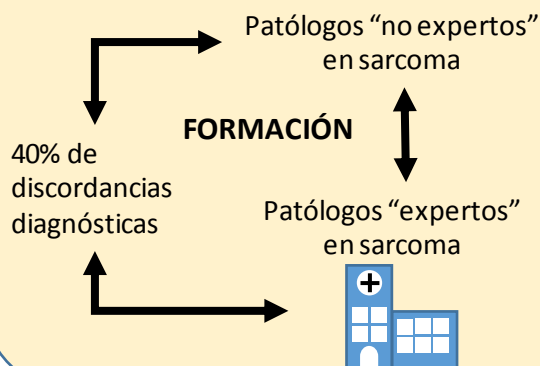 Patólogos “no expertos”
en sarcoma
FORMACIÓN
40% de
discordancias
diagnósticas
Patólogos “expertos”
en sarcoma